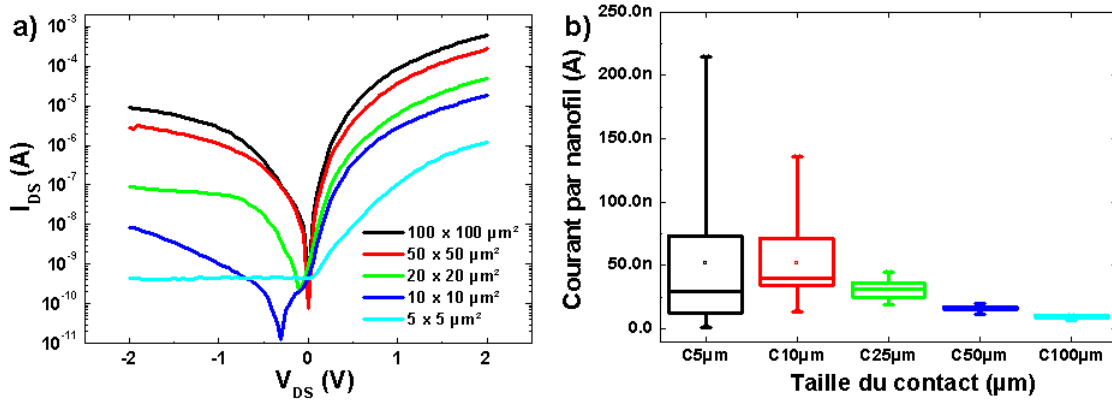 a)
I_DS (A)
10⁻³
10⁻⁴
10⁻⁵
10⁻⁶
10⁻⁷
10⁻⁸
10⁻⁹
10⁻¹⁰
10⁻¹¹
100 x 100 µm²
50 x 50 µm²
20 x 20 µm²
10 x 10 µm²
5 x 5 µm²
-2 -1 0 1 2
V_DS (V)
b)
Courant par nanofil (A)
250.0n
200.0n
150.0n
100.0n
50.0n
0.0
C5µm C10µm C25µm C50µm C100µm
Taille du contact (µm)